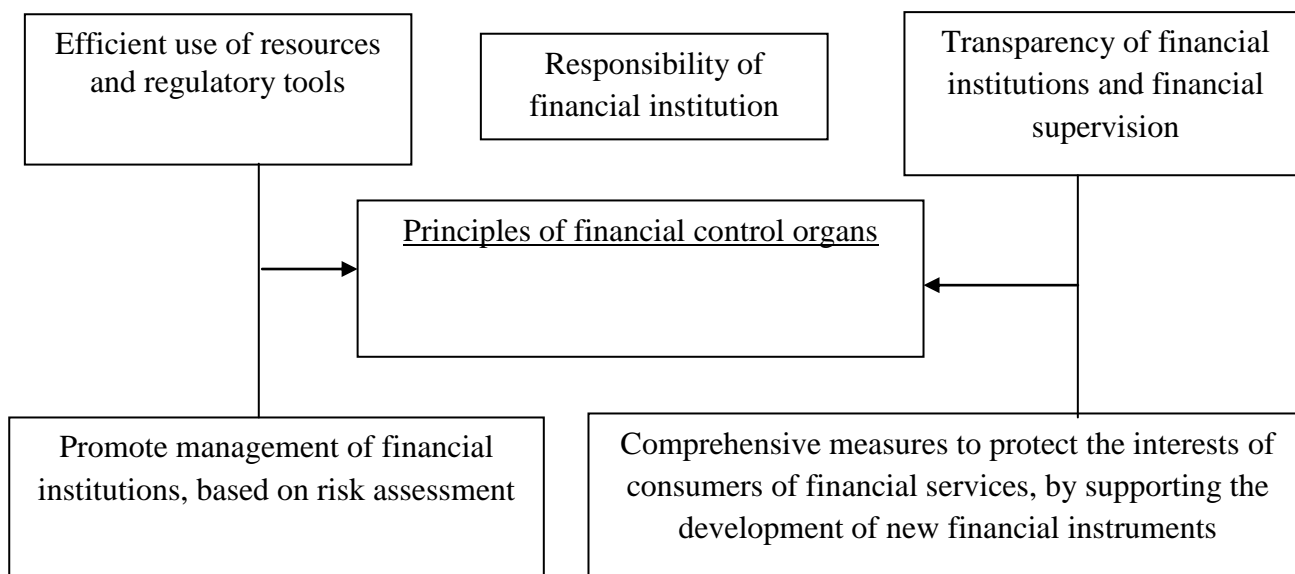 Efficient use of resources
and regulatory tools
Responsibility of
financial institution
Transparency of financial
institutions and financial
supervision
Principles of financial control organs
Promote management of financial
institutions, based on risk assessment
Comprehensive measures to protect the interests of
consumers of financial services, by supporting the
development of new financial instruments